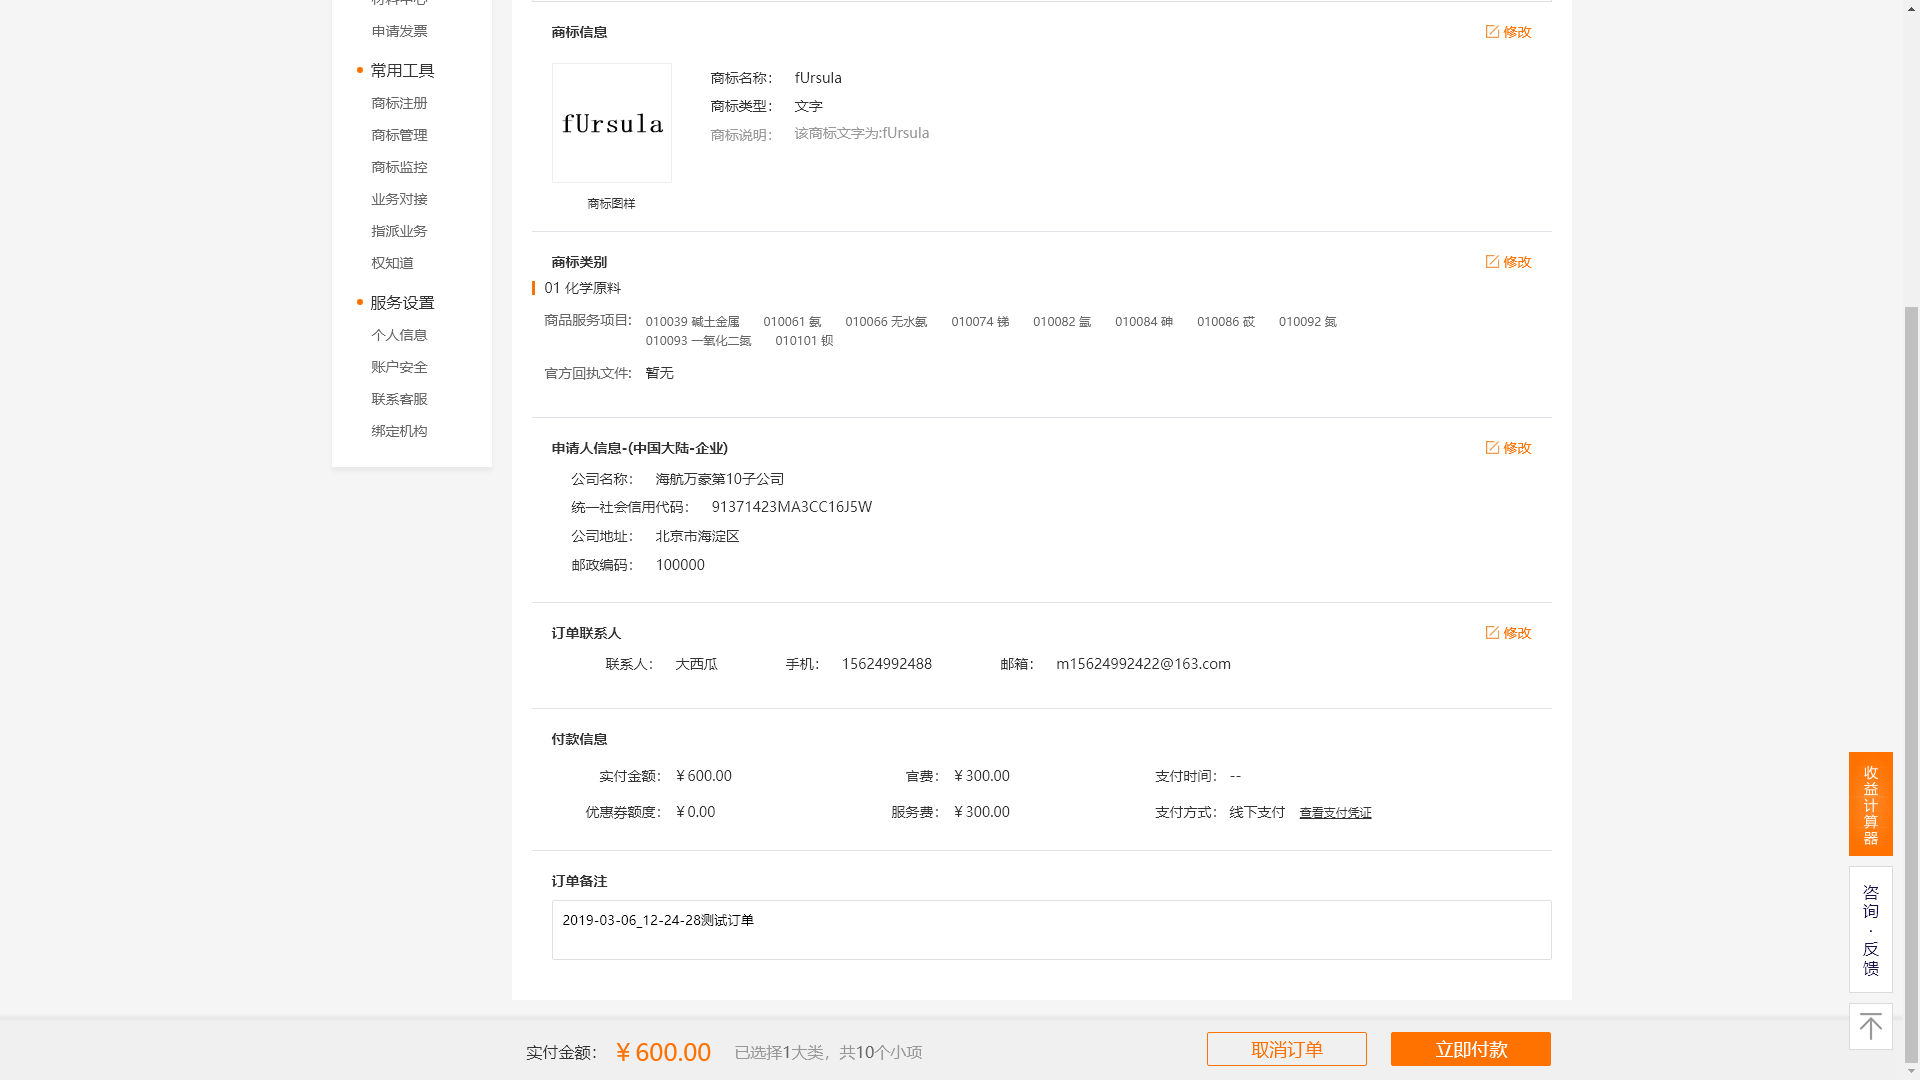 申请发票
常用工具
商标注册
商标管理
商标监控
业务对接
指派业务
权知道
服务设置
个人信息
账户安全
联系客服
绑定机构
商标信息
修改
fUrsula
商标图样
商标名称： fUrsula
商标类型： 文字
商标说明： 该商标文字为:fUrsula
商标类别
修改
01 化学原料
商品服务项目: 010039 碱土金属 010061 氨 010066 无水氨 010074 锑 010082 氩 010084 砷 010086 砹 010092 氮
010093 一氧化二氮 010101 钡
官方回执文件: 暂无
申请人信息-(中国大陆-企业)
修改
公司名称： 海航万豪第10子公司
统一社会信用代码： 91371423MA3CC16J5W
公司地址： 北京市海淀区
邮政编码： 100000
订单联系人
修改
联系人： 大西瓜 手机： 15624992488 邮箱： m15624992422@163.com
付款信息
实付金额： ￥600.00 官费： ￥300.00 支付时间： --
优惠券额度： ￥0.00 服务费： ￥300.00 支付方式： 线下支付 查看支付凭证
订单备注
2019-03-06_12-24-28测试订单
实付金额： ￥600.00 已选择1大类，共10个小项
取消订单
立即付款
收益计算器
咨询·反馈